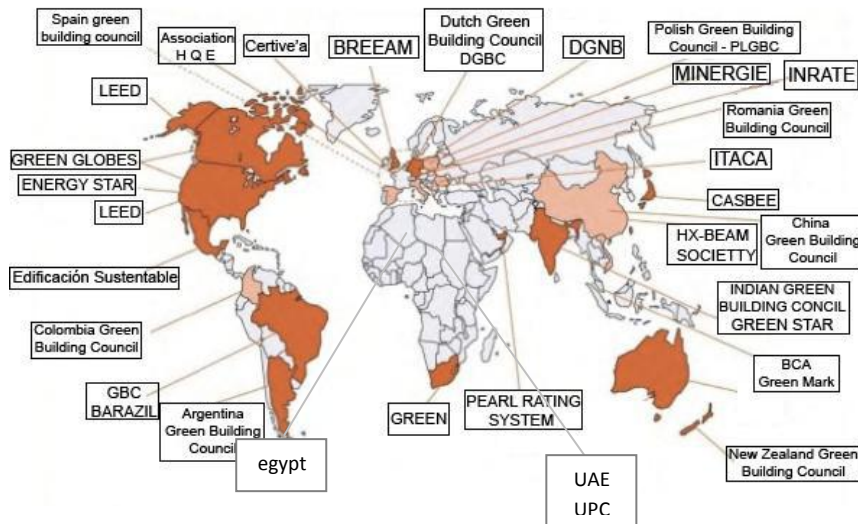 Spain green
building council
Association
H Q E
Certive'a
BREEAM
Dutch Green
Building Council
DGBC
DGNB
Polish Green Building
Council - PLGBC
MINERGIE
INRATE
LEED
Romania Green
Building Council
GREEN GLOBES
ITACA
ENERGY STAR
LEED
CASBEE
HX-BEAM
SOCIETTY
China
Green Building
Council
Edificación Sustentable
INDIAN GREEN
BUILDING CONCIL
GREEN STAR
Colombia Green
Building Council
BCA
Green Mark
GBC
BARAZIL
Argentina
Green Building
Council
GREEN
PEARL RATING
SYSTEM
egypt
New Zealand Green
Building Council
UAE
UPC